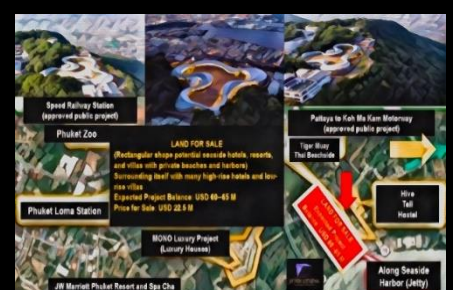 Speed Railway Station
(approved public project)
Pattaya to Koh Ma Kam Motorway
(approved public project)
Phuket Zoo
Tiger Muay
Thai Beachside
LAND FOR SALE
(Rectangular shape potential seaside hotels, resorts,
and villas with private beaches and harbors)
Surrounding itself with many high-rise hotels and low-
rise villas
Expected Project Balance USD 60–65 M
Price for Sale USD 22.5 M
Phuket Loma Station
LAND FOR SALE
Hive
Tell
Hostel
MONO Luxury Project
(Luxury Houses)
Along Seaside
Harbor (Jetty)
JW Marriott Phuket Resort and Spa Cha